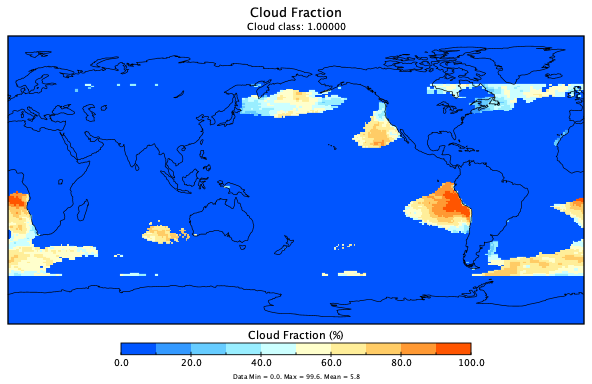 Cloud Fraction
Cloud class: 1.00000
Cloud Fraction (%)
0.0 20.0 40.0 60.0 80.0 100.0
Data Min = 0.0, Max = 99.6, Mean = 5.8